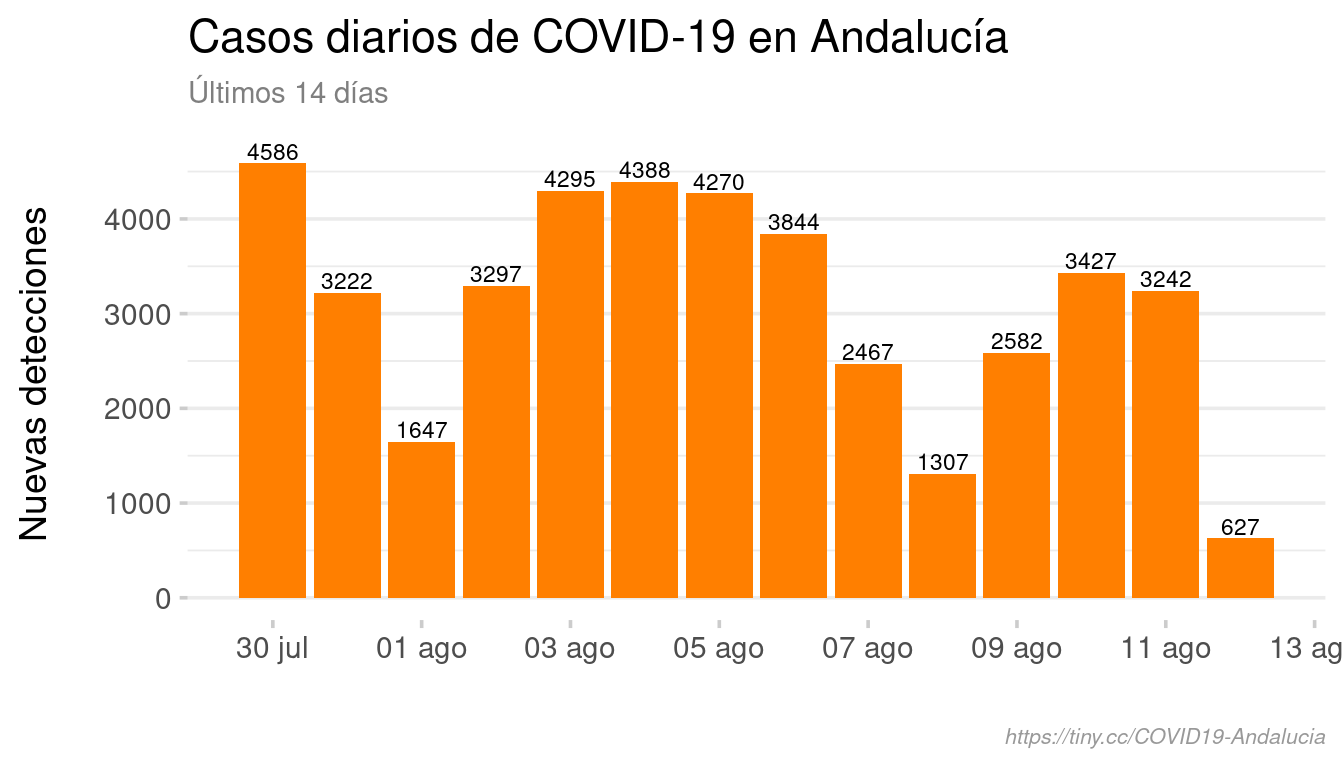 Casos diarios de COVID-19 en Andalucía
Últimos 14 días
Nuevas detecciones
4586
3222
1647
3297
4295
4388
4270
3844
2467
1307
2582
3427
3242
627
4000
3000
2000
1000
0
30 jul
01 ago
03 ago
05 ago
07 ago
09 ago
11 ago
13 ag
https://tiny.cc/COVID19-Andalucia